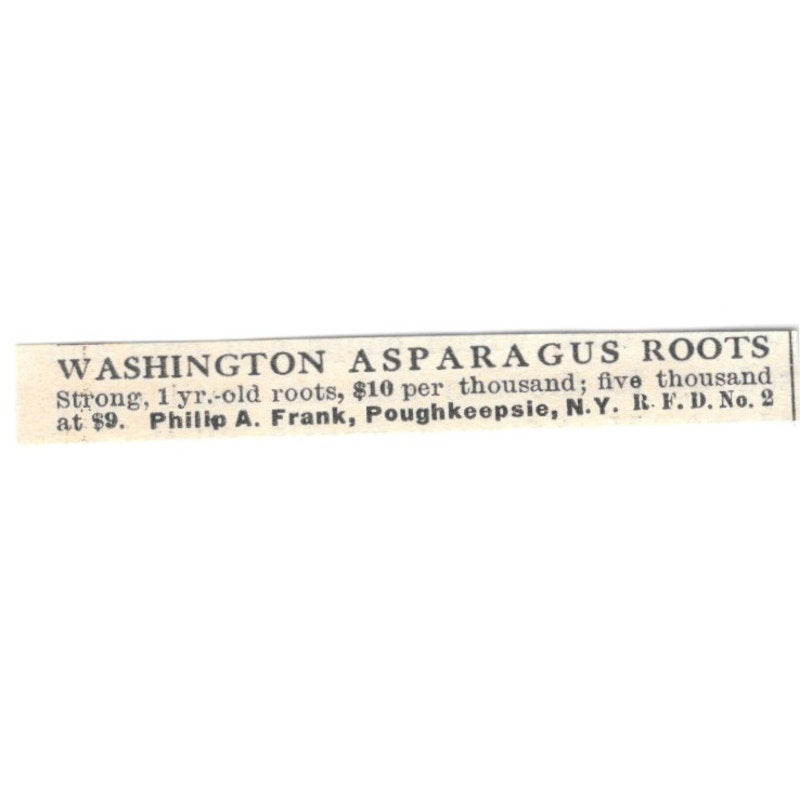 WASHINGTON ASPARAGUS ROOTS
Strong, 1 yr.-old roots, $10 per thousand; five thousand
at $9. Philip A. Frank, Poughkeepsie, N.Y. R. F. D. No. 2